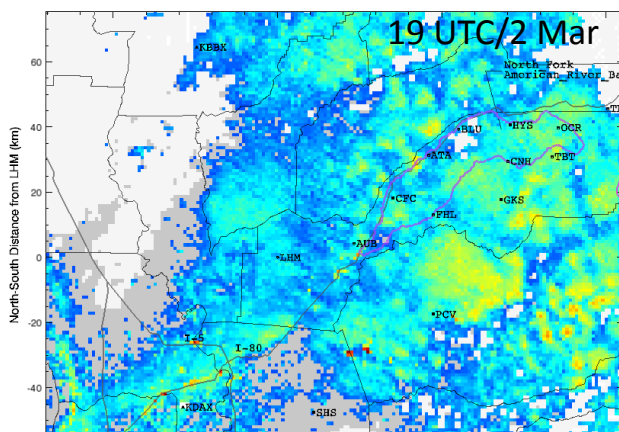 19 UTC/2 Mar
KBBX
North Fork
American River Ba
60
40
20
0
-20
-40
North-South Distance from LHM (km)
BLU
HYS
OCR
ATA
CNH
TBT
CFC
GKS
FHL
AUB
LHM
PCV
I-5
I-80
KDAX
SHS